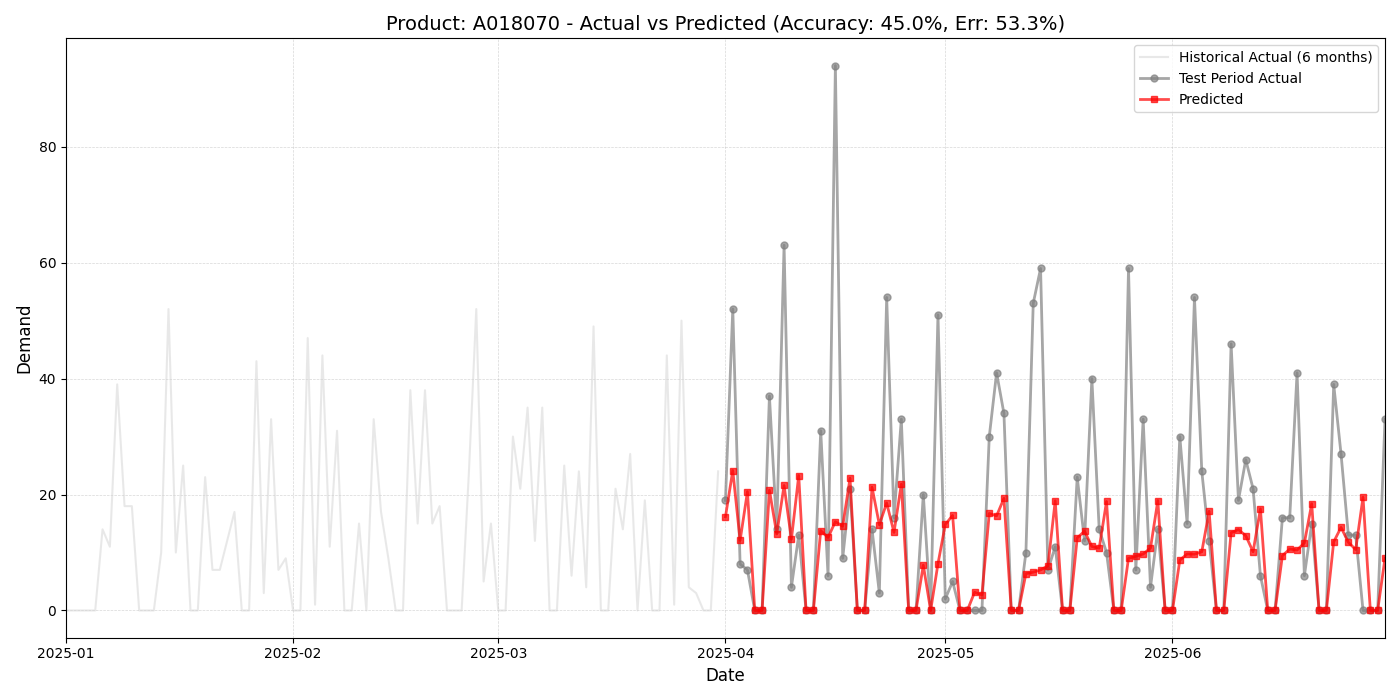 Product: A018070 - Actual vs Predicted (Accuracy: 45.0%, Err: 53.3%)
Historical Actual (6 months)
Test Period Actual
Predicted
Demand
80
60
40
20
0
2025-01
2025-02
2025-03
2025-04
2025-05
2025-06
Date